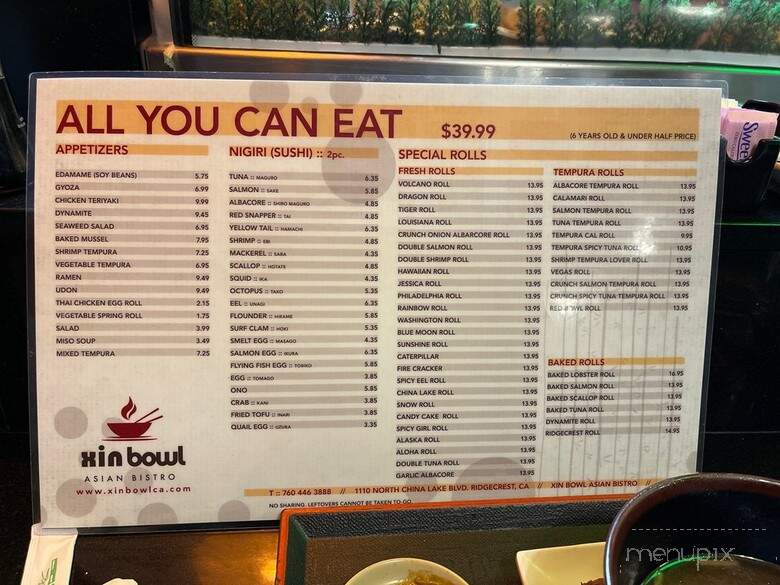 ALL YOU CAN EAT $39.99 (6 YEARS OLD & UNDER HALF PRICE)
APPETIZERS
EDAMAME (SOY BEANS) 5.75
GYOZA 6.99
CHICKEN TERIYAKI 9.99
DYNAMITE 9.45
SEAWEED SALAD 6.95
BAKED MUSSEL 7.95
SHRIMP TEMPURA 7.25
VEGETABLE TEMPURA 6.95
RAMEN 9.49
UDON 9.49
THAI CHICKEN EGG ROLL 2.15
VEGETABLE SPRING ROLL 1.75
SALAD 3.99
MISO SOUP 3.49
MIXED TEMPURA 7.25
xin bowl
ASIAN BISTRO
www.xinbowlca.com
NIGIRI (SUSHI) :: 2pc.
TUNA :: MAGURO 6.35
SALMON :: SAKE 5.85
ALBACORE :: SHIRO MAGURO 4.85
RED SNAPPER :: TAI 4.85
YELLOW TAIL :: HAMACHI 6.35
SHRIMP :: EBI 4.85
MACKEREL :: SABA 4.35
SCALLOP :: HOTATE 4.85
SQUID :: IKA 4.35
OCTOPUS :: TAKO 5.35
EEL :: UNAGI 6.35
FLOUNDER :: HIRAME 5.85
SURF CLAM :: HOKI 5.35
SMELT EGG :: MASAGO 4.35
SALMON EGG :: IKURA 6.35
FLYING FISH EGG :: TOBIKO 5.85
EGG :: TOMAGO 3.85
ONO 5.85
CRAB :: KANI 3.85
FRIED TOFU :: INARI 3.85
QUAIL EGG :: UZURA 3.35
SPECIAL ROLLS
FRESH ROLLS
VOLCANO ROLL 13.95
DRAGON ROLL 13.95
TIGER ROLL 13.95
LOUISIANA ROLL 13.95
CRUNCH ONION ALBARCORE ROLL 13.95
DOUBLE SALMON ROLL 13.95
DOUBLE SHRIMP ROLL 13.95
HAWAIIAN ROLL 13.95
JESSICA ROLL 13.95
PHILADELPHIA ROLL 13.95
RAINBOW ROLL 13.95
WASHINGTON ROLL 13.95
BLUE MOON ROLL 13.95
SUNSHINE ROLL 13.95
CATERPILLAR 13.95
FIRE CRACKER 13.95
SPICY EEL ROLL 13.95
CHINA LAKE ROLL 13.95
SNOW ROLL 13.95
CANDY CAKE ROLL 13.95
SPICY GIRL ROLL 13.95
ALASKA ROLL 13.95
ALOHA ROLL 13.95
DOUBLE TUNA ROLL 13.95
GARLIC ALBACORE 13.95
TEMPURA ROLLS
ALBACORE TEMPURA ROLL 13.95
CALAMARI ROLL 13.95
SALMON TEMPURA ROLL 13.95
TUNA TEMPURA ROLL 13.95
TEMPURA CAL ROLL 9.95
TEMPURA SPICY TUNA ROLL 10.95
SHRIMP TEMPURA LOVER ROLL 13.95
VEGAS ROLL 13.95
CRUNCH SALMON TEMPURA ROLL 13.95
CRUNCH SPICY TUNA TEMPURA ROLL 13.95
RED BOWL ROLL 13.95
BAKED ROLLS
BAKED LOBSTER ROLL 16.95
BAKED SALMON ROLL 13.95
BAKED SCALLOP ROLL 13.95
BAKED TUNA ROLL 13.95
DYNAMITE ROLL 13.95
RIDGECREST ROLL 14.95
T :: 760 446 3888 // 1110 NORTH CHINA LAKE BLVD. RIDGECREST, CA // XIN BOWL ASIAN BISTRO //
NO SHARING. LEFTOVERS CANNOT BE TAKEN TO-GO
menupix